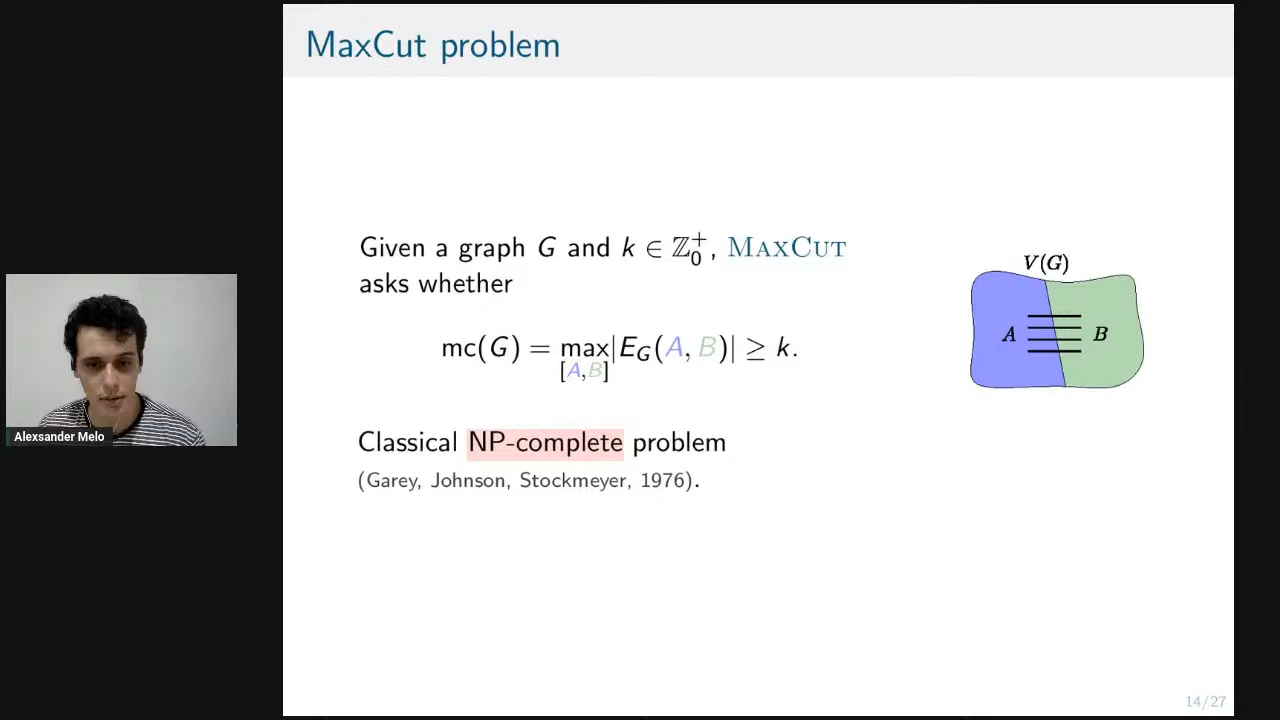 MaxCut problem
Given a graph G and k ∈ ℤ₀⁺, MAXCUT
asks whether
mc(G) = max|E_G(A, B)| ≥ k.
[A,B]
Classical NP-complete problem
(Garey, Johnson, Stockmeyer, 1976).
V(G)
A B
Alexsander Melo
14/27